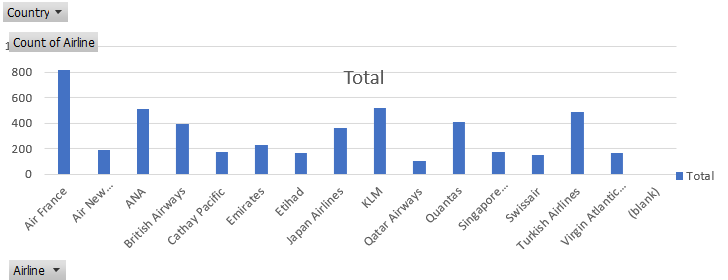 Country
Count of Airline
1
Total
800
600
400
200
0
Total
Air France
Air New...
ANA
British Airways
Cathay Pacific
Emirates
Etihad
Japan Airlines
KLM
Qatar Airways
Quantas
Singapore...
Swissair
Turkish Airlines
Virgin Atlantic...
(blank)
Airline